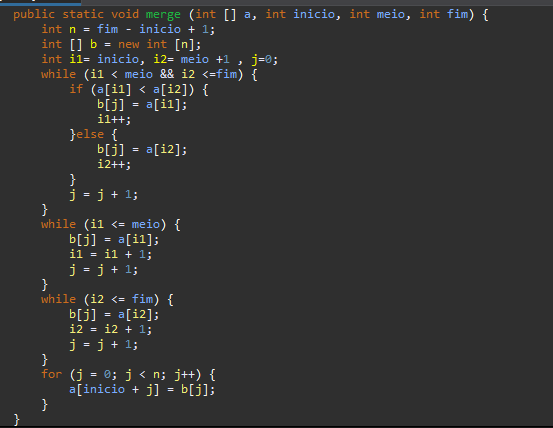 public static void merge (int [] a, int inicio, int meio, int fim) {
    int n = fim - inicio + 1;
    int [] b = new int [n];
    int i1= inicio, i2= meio +1 , j=0;
    while (i1 < meio && i2 <=fim) {
        if (a[i1] < a[i2]) {
            b[j] = a[i1];
            i1++;
        }else {
            b[j] = a[i2];
            i2++;
        }
        j = j + 1;
    }
    while (i1 <= meio) {
        b[j] = a[i1];
        i1 = i1 + 1;
        j = j + 1;
    }
    while (i2 <= fim) {
        b[j] = a[i2];
        i2 = i2 + 1;
        j = j + 1;
    }
    for (j = 0; j < n; j++) {
        a[inicio + j] = b[j];
    }
}